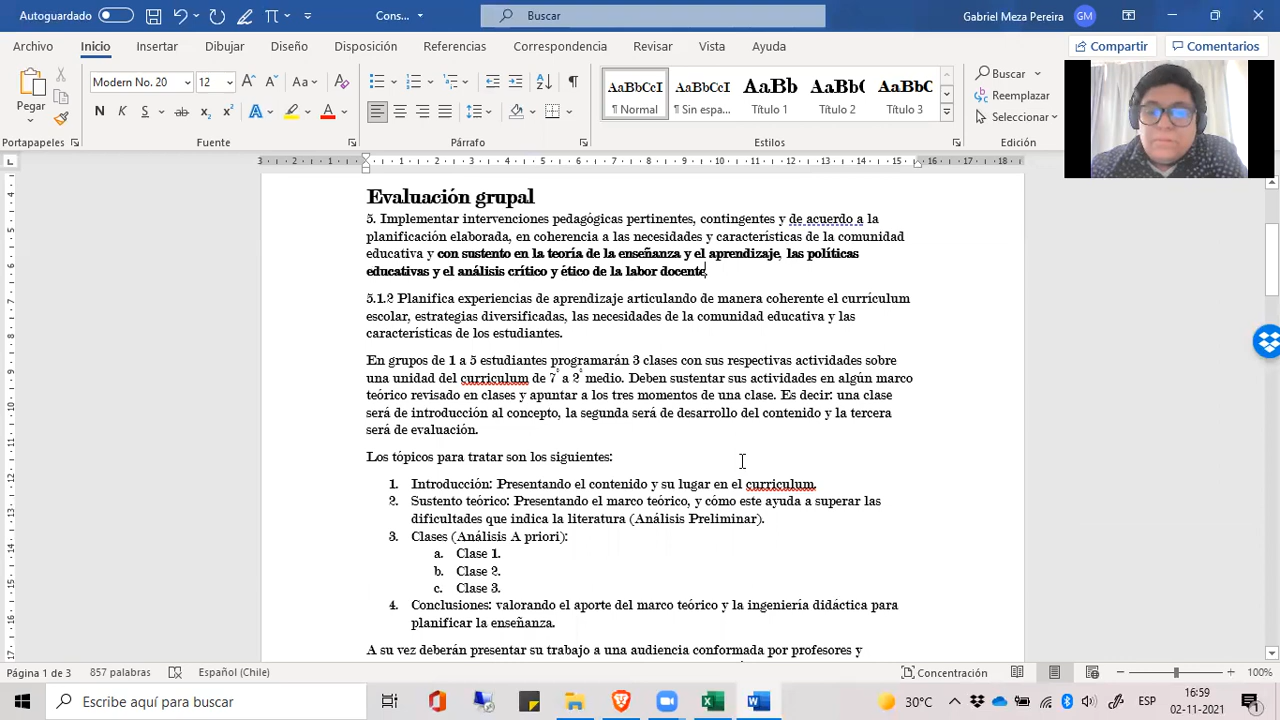 Autoguardado
Cons...
Buscar
Gabriel Meza Pereira
GM
Archivo
Inicio
Insertar
Dibujar
Diseño
Disposición
Referencias
Correspondencia
Revisar
Vista
Ayuda
Compartir
Comentarios
Pegar
Modern No. 20
12
AaBbCcI
¶ Normal
AaBbCcI
¶ Sin espa...
AaBb
Título 1
AaBb(
Título 2
AaBbC
Título 3
Buscar
Reemplazar
Seleccionar
Portapapeles
Fuente
Párrafo
Estilos
Edición
Evaluación grupal
5. Implementar intervenciones pedagógicas pertinentes, contingentes y de acuerdo a la
planificación elaborada, en coherencia a las necesidades y características de la comunidad
educativa y con sustento en la teoría de la enseñanza y el aprendizaje, las políticas
educativas y el análisis crítico y ético de la labor docente.
5.1.2 Planifica experiencias de aprendizaje articulando de manera coherente el currículum
escolar, estrategias diversificadas, las necesidades de la comunidad educativa y las
características de los estudiantes.
En grupos de 1 a 5 estudiantes programarán 3 clases con sus respectivas actividades sobre
una unidad del curriculum de 7° a 2° medio. Deben sustentar sus actividades en algún marco
teórico revisado en clases y apuntar a los tres momentos de una clase. Es decir: una clase
será de introducción al concepto, la segunda será de desarrollo del contenido y la tercera
será de evaluación.
Los tópicos para tratar son los siguientes:
1. Introducción: Presentando el contenido y su lugar en el curriculum.
2. Sustento teórico: Presentando el marco teórico, y cómo este ayuda a superar las
dificultades que indica la literatura (Análisis Preliminar).
3. Clases (Análisis A priori):
a. Clase 1.
b. Clase 2.
c. Clase 3.
4. Conclusiones: valorando el aporte del marco teórico y la ingeniería didáctica para
planificar la enseñanza.
A su vez deberán presentar su trabajo a una audiencia conformada por profesores y
Página 1 de 3
857 palabras
Español (Chile)
Concentración
100%
Escribe aquí para buscar
30°C
ESP
16:59
02-11-2021